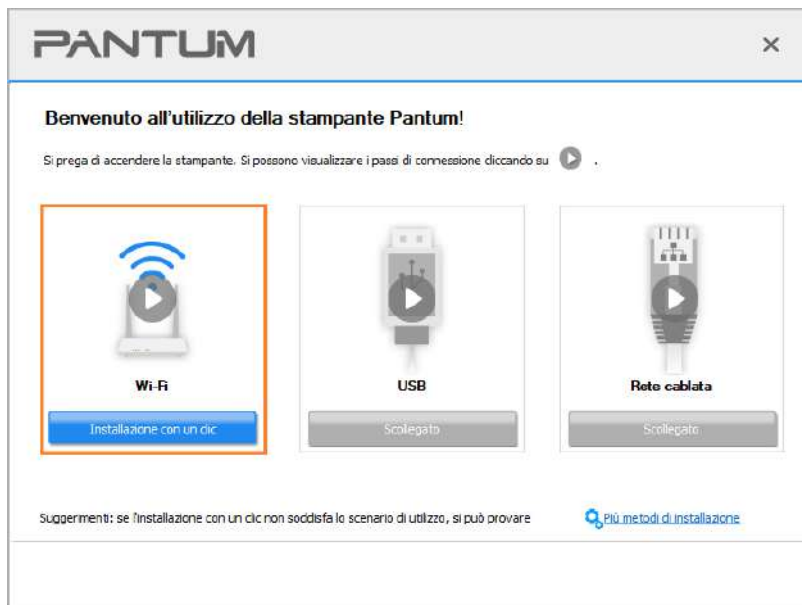 PANTUM
Benvenuto all'utilizzo della stampante Pantum!
Si prega di accendere la stampante. Si possono visualizzare i passi di connessione cliccando su .
Wi-Fi
USB
Rete cablata
Installazione con un clic
Scollegato
Scollegato
Suggerimenti: se l'installazione con un clic non soddisfa lo scenario di utilizzo, si può provare
Più metodi di installazione